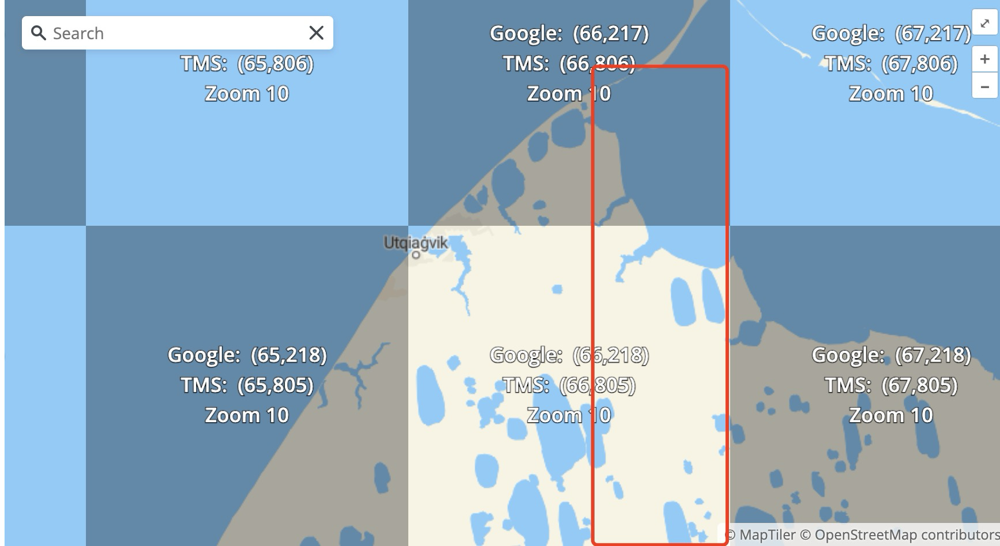 Search
TMS: (65,806)
Zoom 10
Google: (66,217)
TMS: (66,806)
Zoom 10
Google: (67,217)
TMS: (67,806)
Zoom 10
+
−
Utqiaġvik
Google: (65,218)
TMS: (65,805)
Zoom 10
Google: (66,218)
TMS: (66,805)
Zoom 10
Google: (67,218)
TMS: (67,805)
Zoom 10
© MapTiler © OpenStreetMap contributors